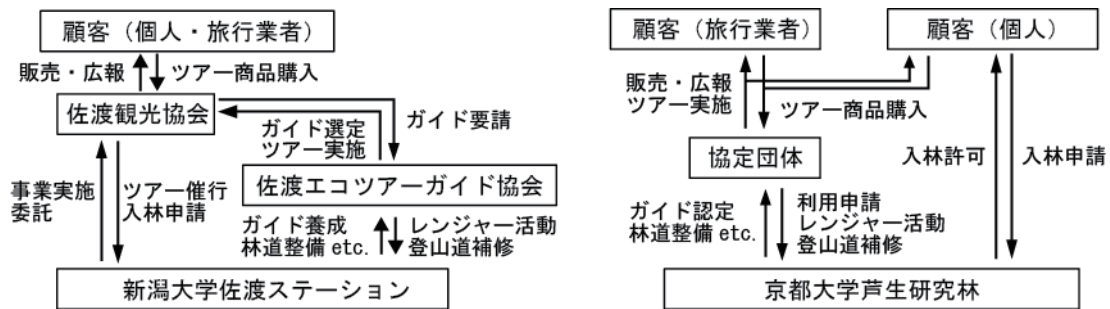 顧客（個人・旅行業者）
販売・広報
ツアー商品購入
佐渡観光協会
ガイド選定
ツアー実施
ガイド要請
佐渡エコツアーガイド協会
事業実施
委託
ツアー催行
入林申請
ガイド養成
林道整備 etc.
レンジャー活動
登山道補修
新潟大学佐渡ステーション
顧客（旅行業者）
顧客（個人）
販売・広報
ツアー実施
ツアー商品購入
協定団体
入林許可
入林申請
ガイド認定
林道整備 etc.
利用申請
レンジャー活動
登山道補修
京都大学芦生研究林